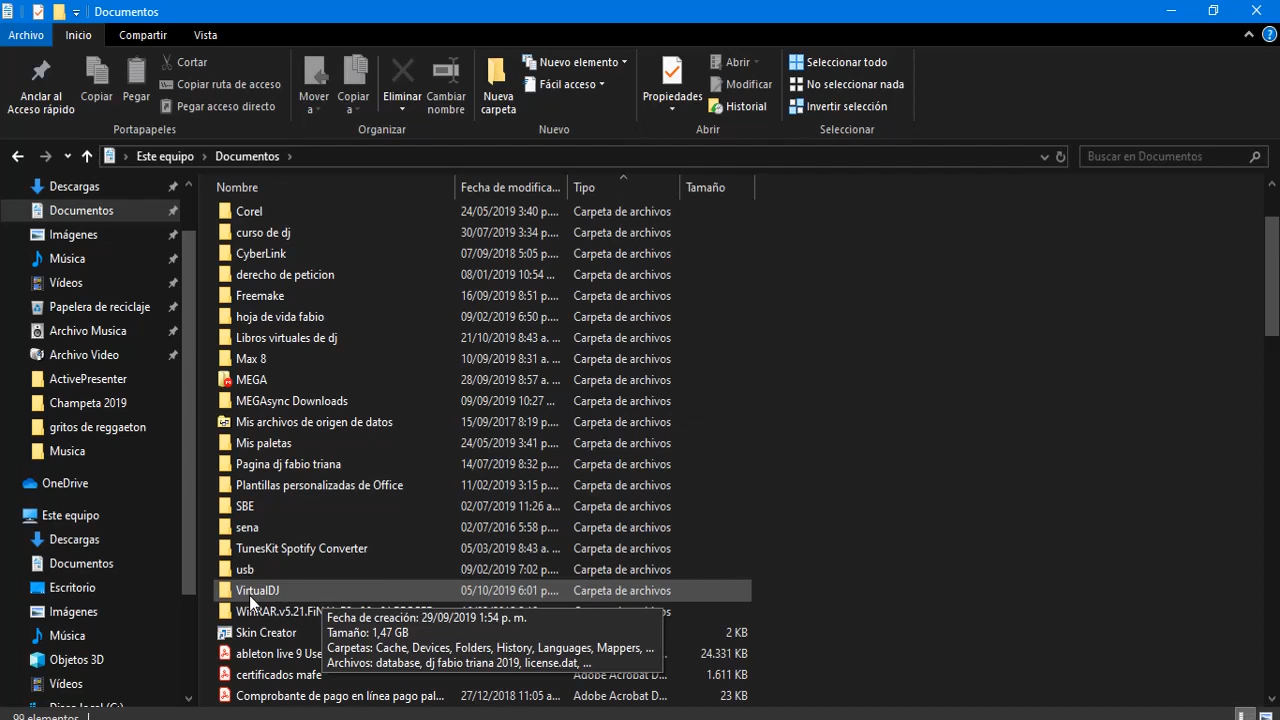 Documentos
Archivo Inicio Compartir Vista
Anclar al Acceso rápido
Copiar
Pegar
Cortar
Copiar ruta de acceso
Pegar acceso directo
Portapapeles
Mover a
Copiar a
Eliminar
Cambiar nombre
Organizar
Nueva carpeta
Nuevo elemento
Fácil acceso
Nuevo
Propiedades
Abrir
Modificar
Historial
Abrir
Seleccionar todo
No seleccionar nada
Invertir selección
Seleccionar
Este equipo Documentos
Buscar en Documentos
Descargas
Documentos
Imágenes
Música
Vídeos
Papelera de reciclaje
Archivo Musica
Archivo Video
ActivePresenter
Champeta 2019
gritos de reggaeton
Musica
OneDrive
Este equipo
Descargas
Documentos
Escritorio
Imágenes
Música
Objetos 3D
Vídeos
99 elementos
Nombre Fecha de modifica... Tipo Tamaño
Corel 24/05/2019 3:40 p.... Carpeta de archivos
curso de dj 30/07/2019 3:34 p.... Carpeta de archivos
CyberLink 07/09/2018 5:05 p.... Carpeta de archivos
derecho de peticion 08/01/2019 10:54 ... Carpeta de archivos
Freemake 16/09/2019 8:51 p.... Carpeta de archivos
hoja de vida fabio 09/02/2019 6:50 p.... Carpeta de archivos
Libros virtuales de dj 21/10/2019 8:43 a. ... Carpeta de archivos
Max 8 10/09/2019 8:31 a. ... Carpeta de archivos
MEGA 28/09/2019 8:57 a. ... Carpeta de archivos
MEGAsync Downloads 09/09/2019 10:27 ... Carpeta de archivos
Mis archivos de origen de datos 15/09/2017 8:19 p.... Carpeta de archivos
Mis paletas 24/05/2019 3:41 p.... Carpeta de archivos
Pagina dj fabio triana 14/07/2019 8:32 p.... Carpeta de archivos
Plantillas personalizadas de Office 11/02/2019 3:15 p.... Carpeta de archivos
SBE 02/07/2019 11:26 a... Carpeta de archivos
sena 02/07/2016 5:58 p.... Carpeta de archivos
TunesKit Spotify Converter 05/03/2019 8:43 a. ... Carpeta de archivos
usb 09/02/2019 7:02 p.... Carpeta de archivos
VirtualDJ 05/10/2019 6:01 p.... Carpeta de archivos
Carpeta de archivos
Fecha de creación: 29/09/2019 1:54 p. m.
Tamaño: 1,47 GB
Carpetas: Cache, Devices, Folders, History, Languages, Mappers, ...
Archivos: database, dj fabio triana 2019, license.dat, ...
Skin Creator 2 KB
ableton live 9 Use 24.331 KB
certificados mafe Adobe Acrobat D... 1.611 KB
Comprobante de pago en línea pago pal... 27/12/2018 11:05 a... Adobe Acrobat D... 23 KB